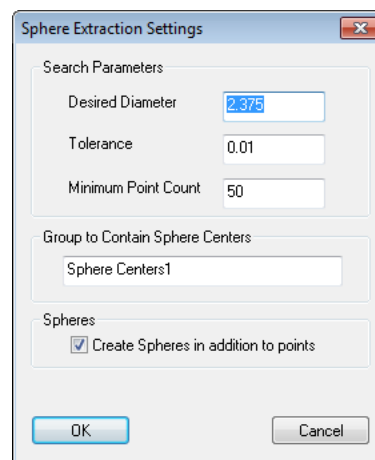 Sphere Extraction Settings
Search Parameters
Desired Diameter 2.375
Tolerance 0.01
Minimum Point Count 50
Group to Contain Sphere Centers
Sphere Centers1
Spheres
Create Spheres in addition to points
OK Cancel